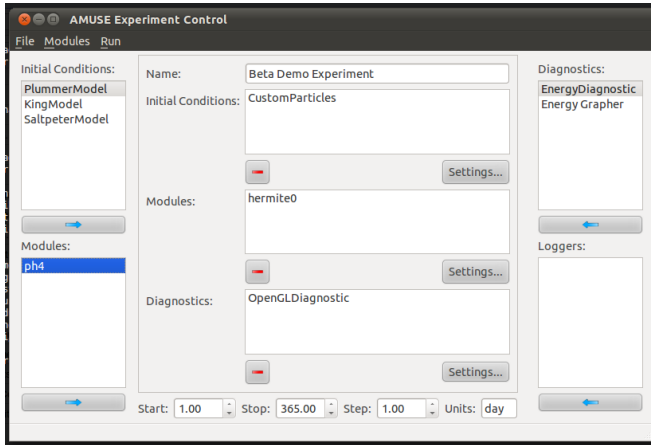 AMUSE Experiment Control
File Modules Run
Initial Conditions:
PlummerModel
KingModel
SaltpeterModel
Modules:
ph4
Name: Beta Demo Experiment
Initial Conditions: CustomParticles
Settings...
Modules: hermite0
Settings...
Diagnostics: OpenGLDiagnostic
Settings...
Start: 1.00 Stop: 365.00 Step: 1.00 Units: day
Diagnostics:
EnergyDiagnostic
Energy Grapher
Loggers: